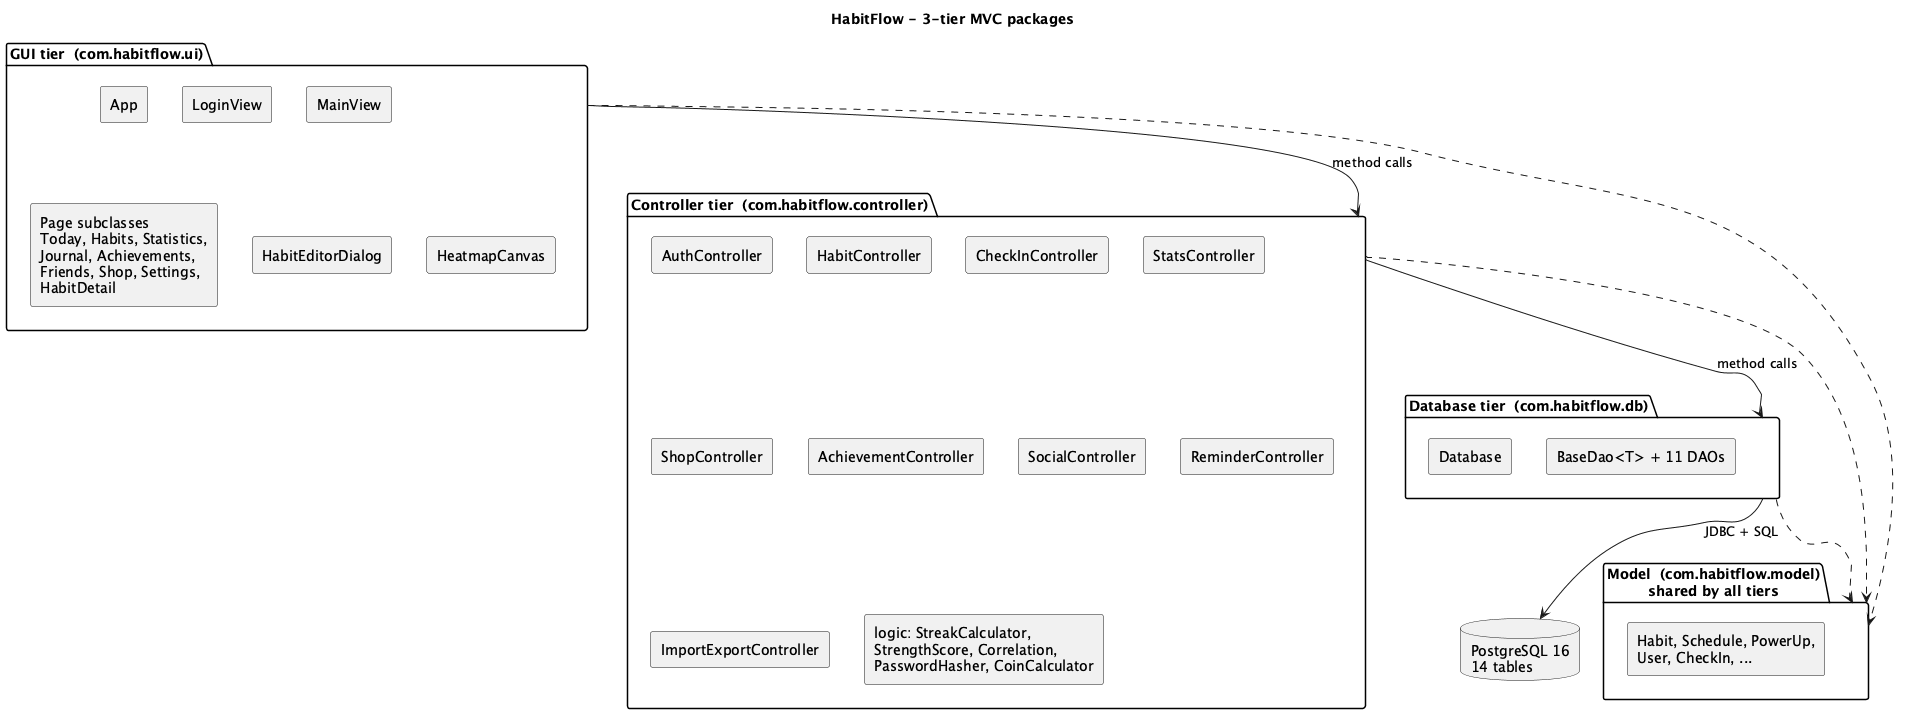 HabitFlow - 3-tier MVC packages
GUI tier  (com.habitflow.ui)
App
LoginView
MainView
Page subclasses
Today, Habits, Statistics,
Journal, Achievements,
Friends, Shop, Settings,
HabitDetail
HabitEditorDialog
HeatmapCanvas
method calls
Controller tier  (com.habitflow.controller)
AuthController
HabitController
CheckInController
StatsController
ShopController
AchievementController
SocialController
ReminderController
ImportExportController
logic: StreakCalculator,
StrengthScore, Correlation,
PasswordHasher, CoinCalculator
method calls
Database tier  (com.habitflow.db)
Database
BaseDao<T> + 11 DAOs
JDBC + SQL
PostgreSQL 16
14 tables
Model  (com.habitflow.model)
shared by all tiers
Habit, Schedule, PowerUp,
User, CheckIn, ...